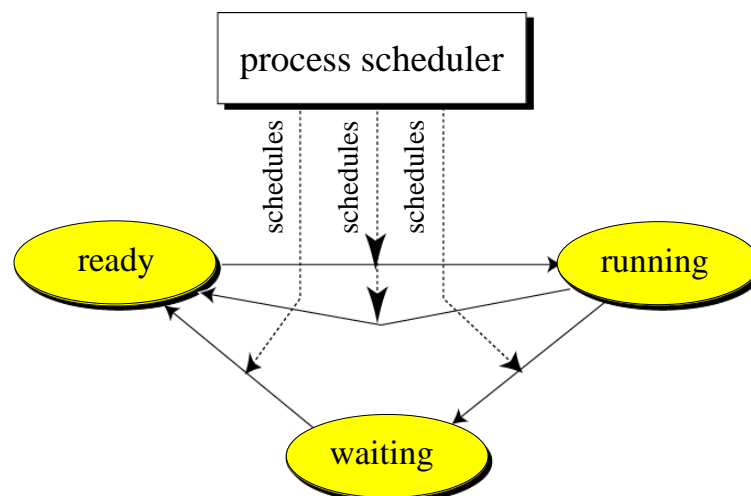 process scheduler
schedules
schedules
schedules
ready
running
waiting